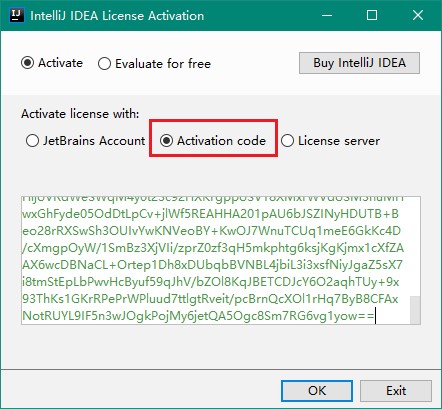 IntelliJ IDEA License Activation
Activate
Evaluate for free
Buy IntelliJ IDEA
Activate license with:
JetBrains Account
Activation code
License server
wxGhFyde05OdDtLpCv+jlWf5REAHHA201pAU6bJSZINyHDUTB+B
eo28rRXSwSh3OUIvYwKNVeoBY+KwOJ7WnuTCUq1meE6GkKc4D
/cXmgpOyW/1SmBz3XjVIi/zprZ0zf3qH5mkphtg6ksjKgKjmx1cXfZA
AX6wcDBNaCL+Ortep1Dh8xDUbqbBVNBL4jbiL3i3xsfNiyJgaZ5sX7
i8tmStEpLbPwvHcByuf59qJhV/bZOl8KqJBETCDJcY6O2aqhTUy+9x
93ThKs1GKrRPePrWPluud7ttlgtRveit/pcBrnQcXOl1rHq7ByB8CFAx
NotRUYL9IF5n3wJOgkPojMy6jetQA5Ogc8Sm7RG6vg1yow==
OK
Exit